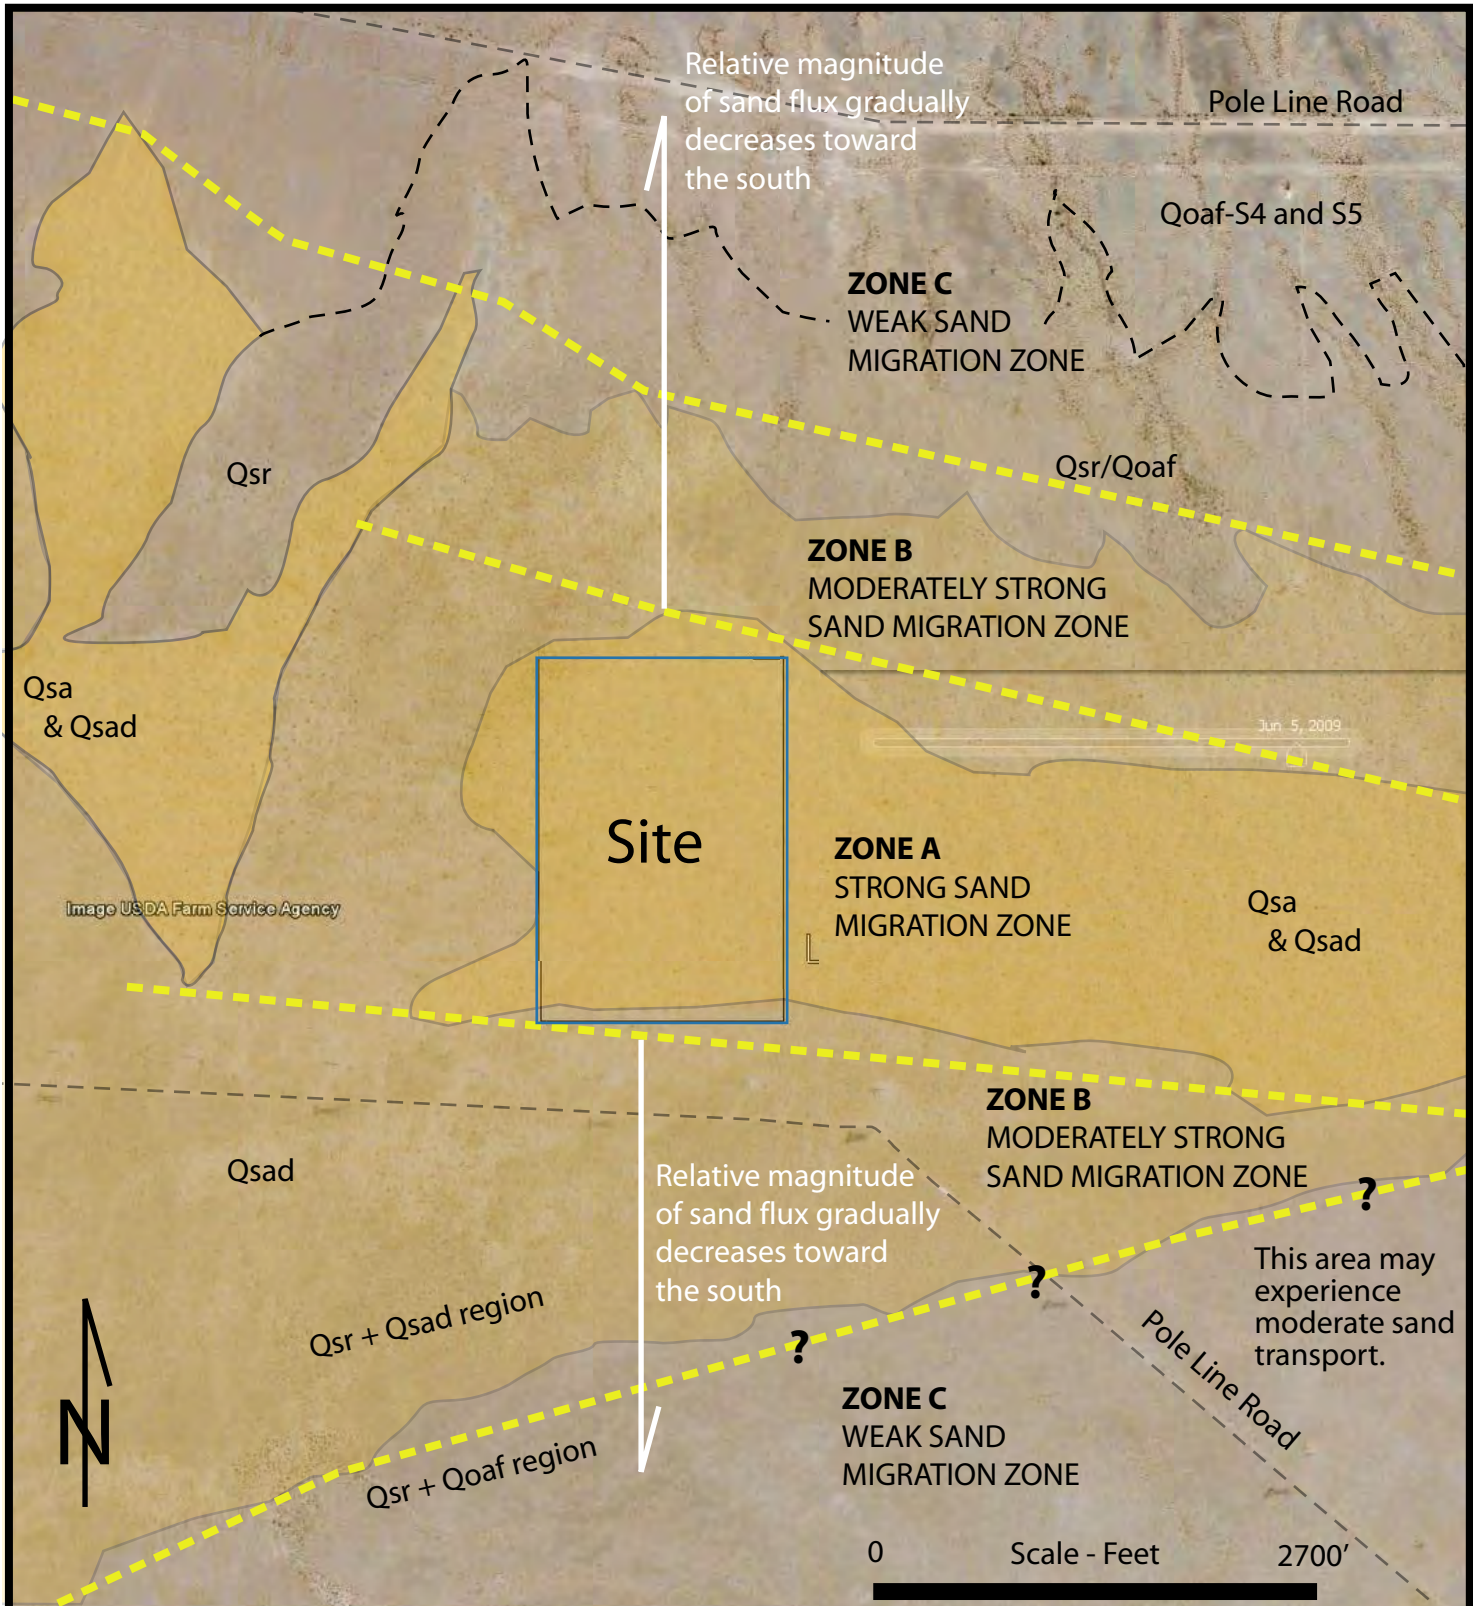 Relative magnitude
of sand flux gradually
decreases toward
the south
Pole Line Road
Qoaf-S4 and S5
ZONE C
WEAK SAND
MIGRATION ZONE
Qsr
Qsr/Qoaf
ZONE B
MODERATELY STRONG
SAND MIGRATION ZONE
Qsa
& Qsad
Jun 5, 2009
Site
ZONE A
STRONG SAND
MIGRATION ZONE
Image USDA Farm Service Agency
Qsa
& Qsad
L
ZONE B
MODERATELY STRONG
SAND MIGRATION ZONE
Qsad
Relative magnitude
of sand flux gradually
decreases toward
the south
?
?
?
This area may
experience
moderate sand
transport.
Qsr + Qsad region
Pole Line Road
N
ZONE C
WEAK SAND
MIGRATION ZONE
Qsr + Qoaf region
0 Scale - Feet 2700'